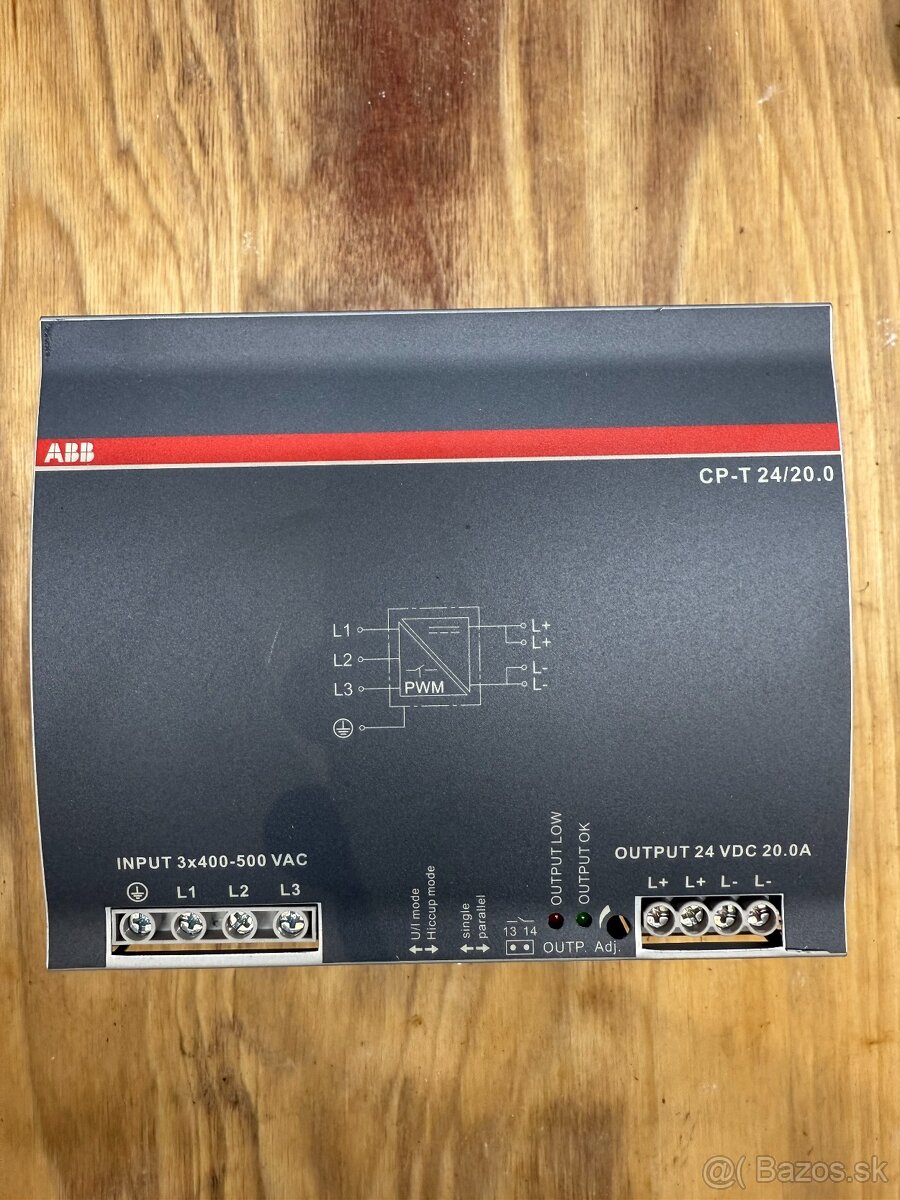 ABB
CP-T 24/20.0
L1
L2
L3
PWM
L+
L+
L-
L-
INPUT 3x400-500 VAC
L1 L2 L3
U/I mode
Hiccup mode
single
parallel
13 14
OUTPUT LOW
OUTPUT OK
OUTP. Adj.
OUTPUT 24 VDC 20.0A
L+ L+ L- L-
@( Bazos.sk